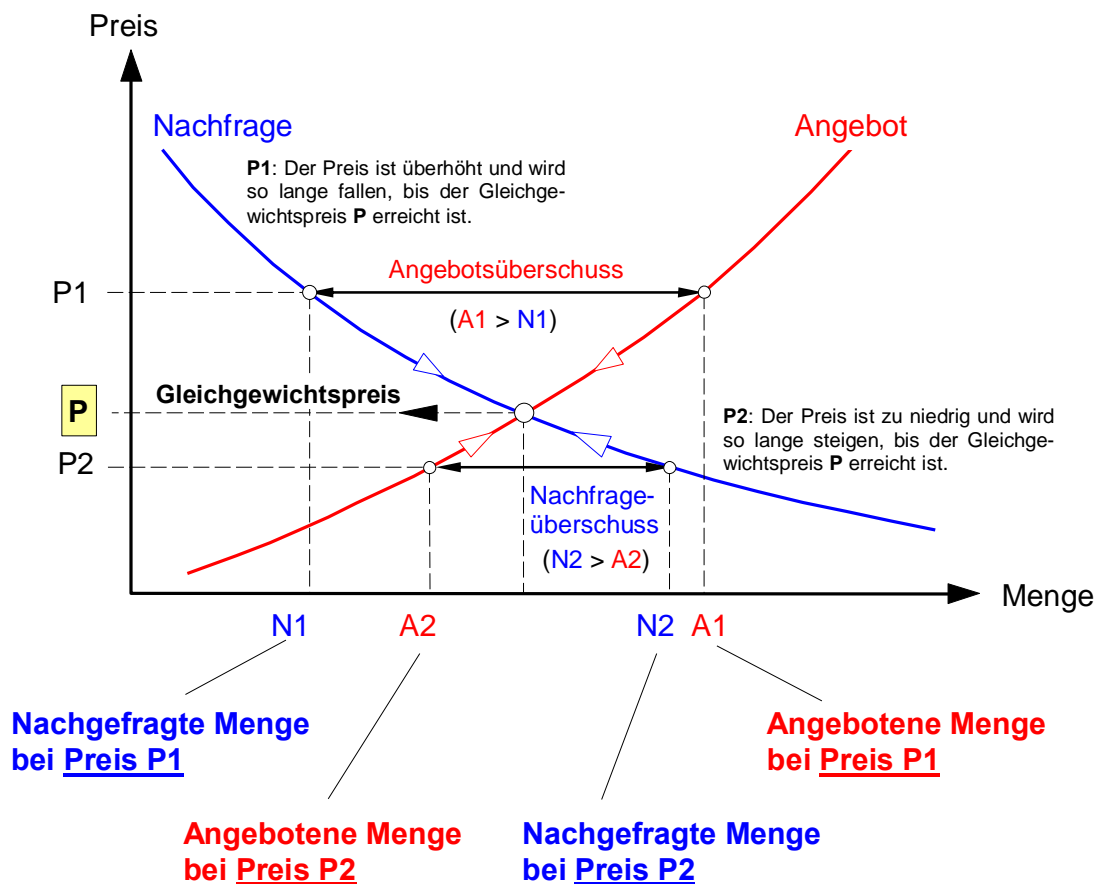 Preis
Nachfrage
Angebot
P1: Der Preis ist überhöht und wird
so lange fallen, bis der Gleichge-
wichtspreis P erreicht ist.
Angebotsüberschuss
P1
(A1 > N1)
Gleichgewichtspreis
P
P2: Der Preis ist zu niedrig und wird
so lange steigen, bis der Gleichge-
wichtspreis P erreicht ist.
P2
Nachfrage-
überschuss
(N2 > A2)
Menge
N1 A2 N2 A1
Nachgefragte Menge
bei Preis P1
Angebotene Menge
bei Preis P1
Angebotene Menge
bei Preis P2
Nachgefragte Menge
bei Preis P2